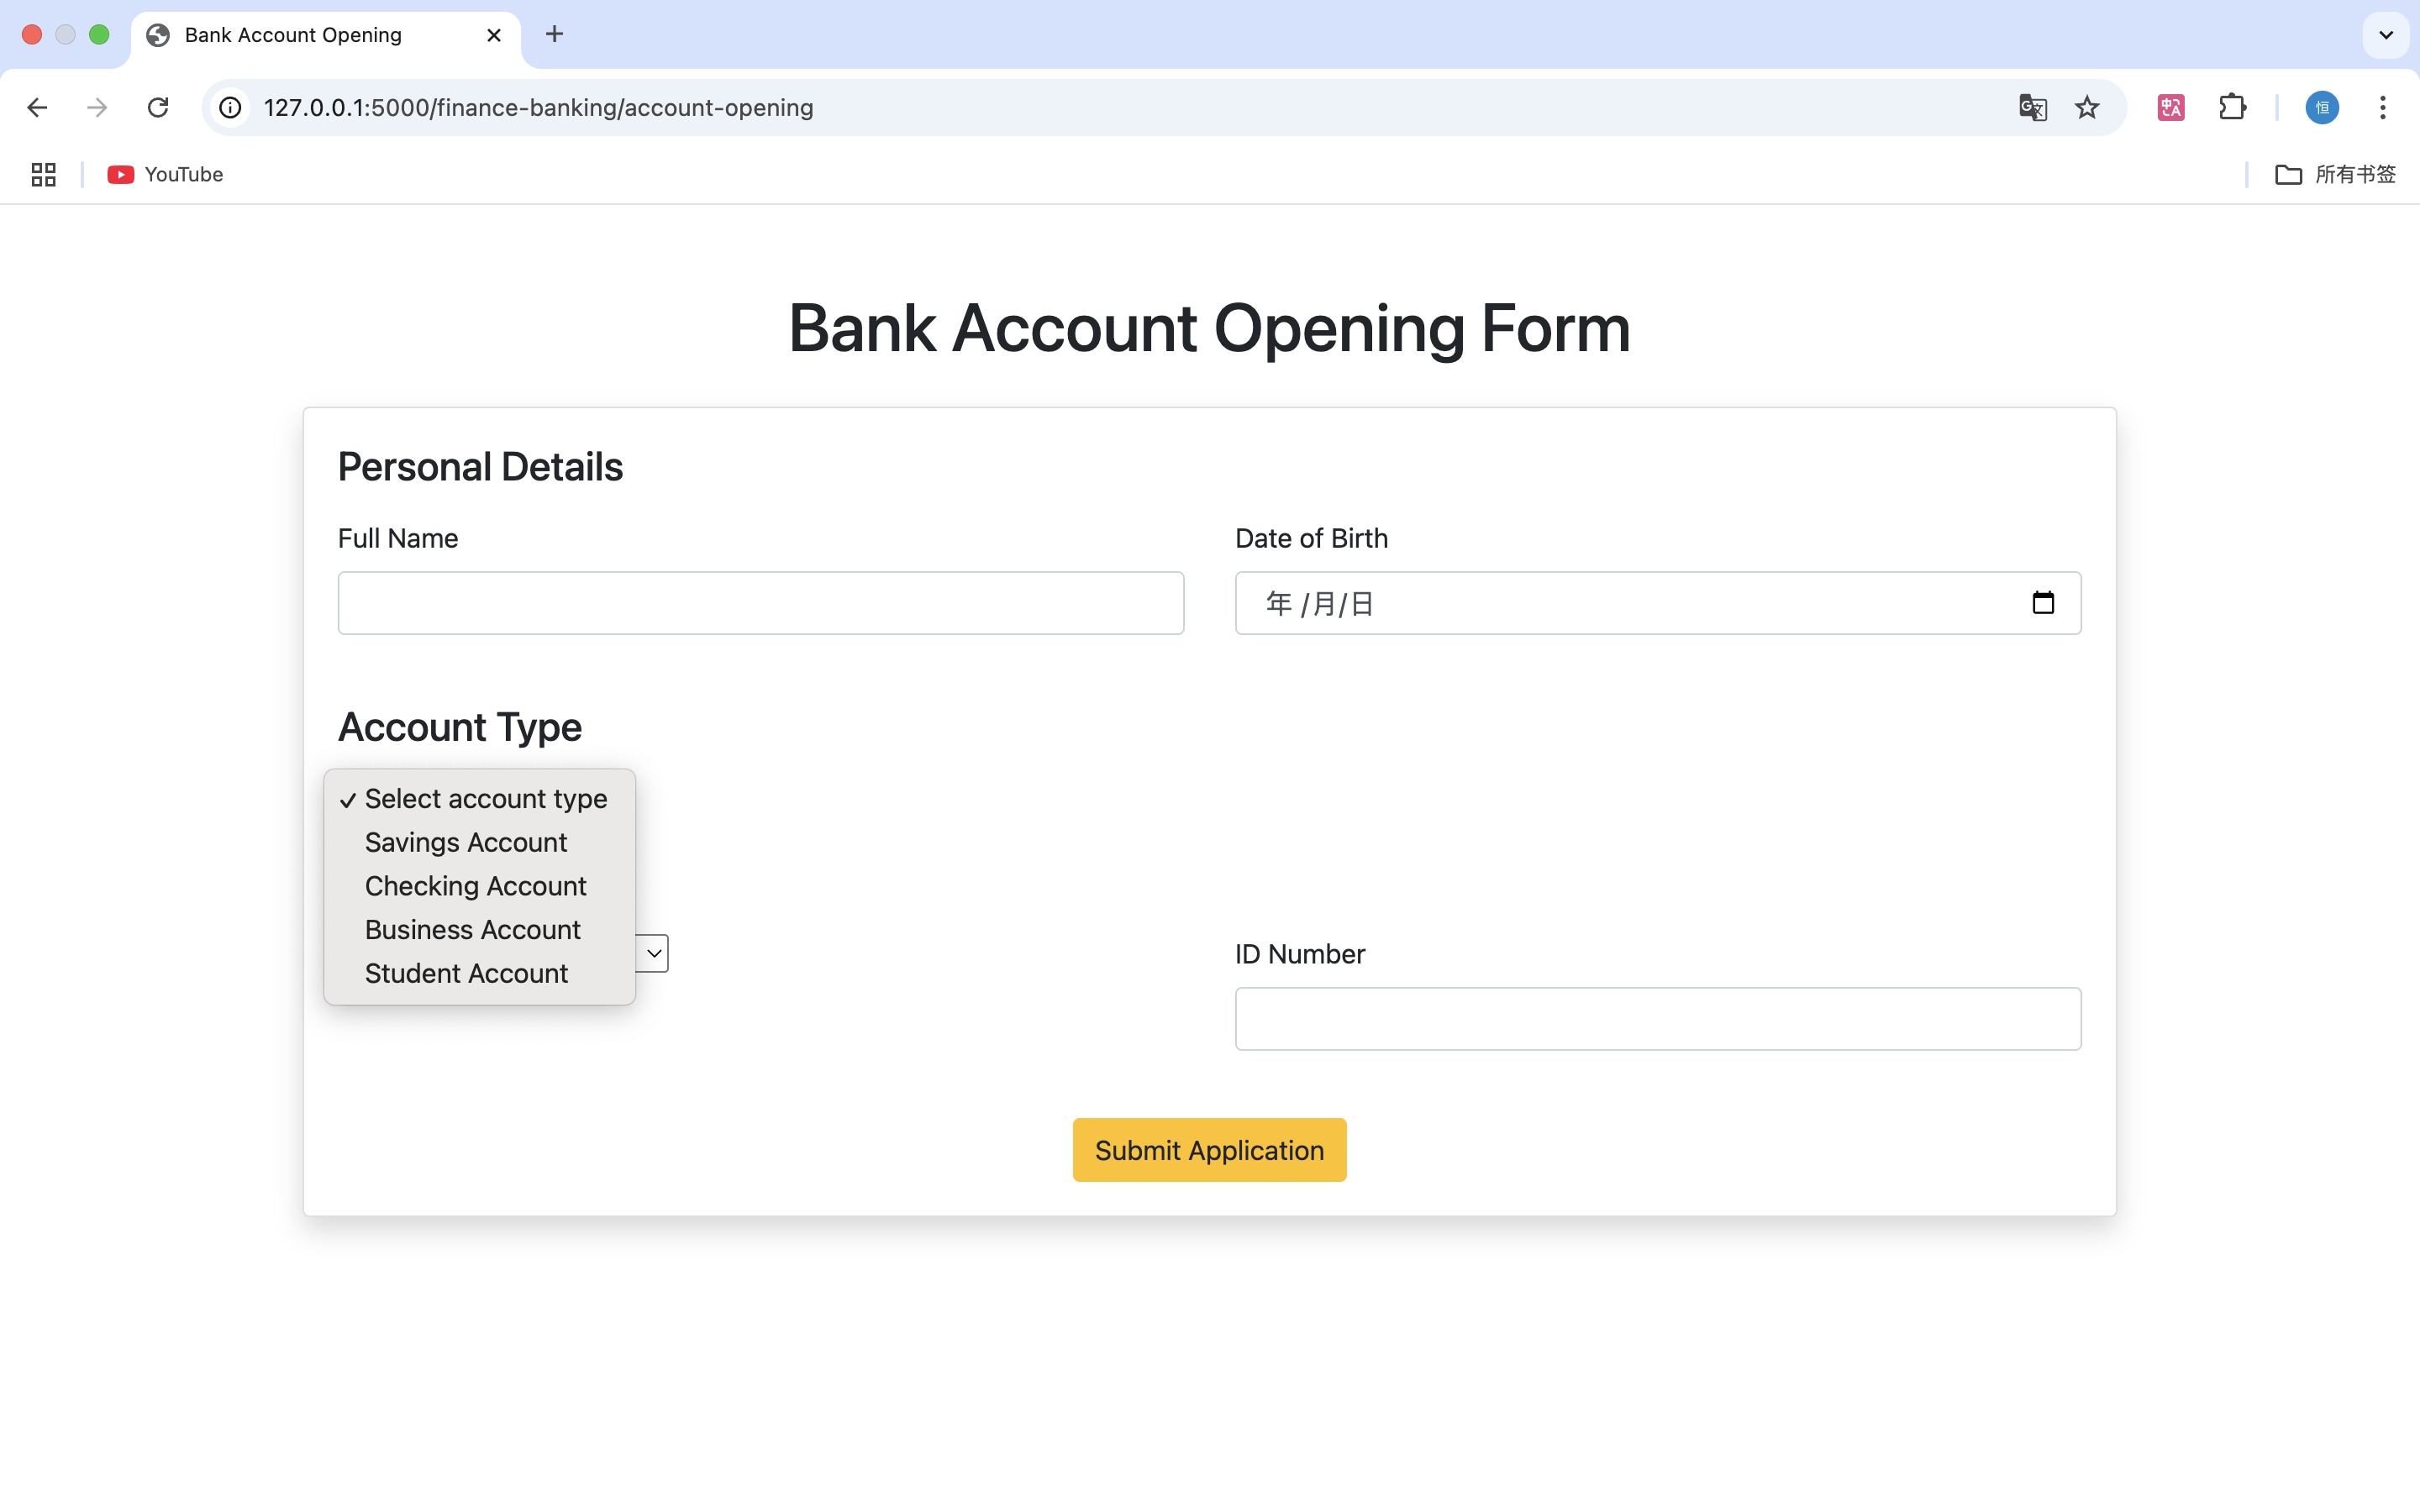 Bank Account Opening
127.0.0.1:5000/finance-banking/account-opening
恒
YouTube
所有书签
Bank Account Opening Form
Personal Details
Full Name
Date of Birth
年 /月/日
Account Type
✓ Select account type
Savings Account
Checking Account
Business Account
Student Account
ID Number
Submit Application